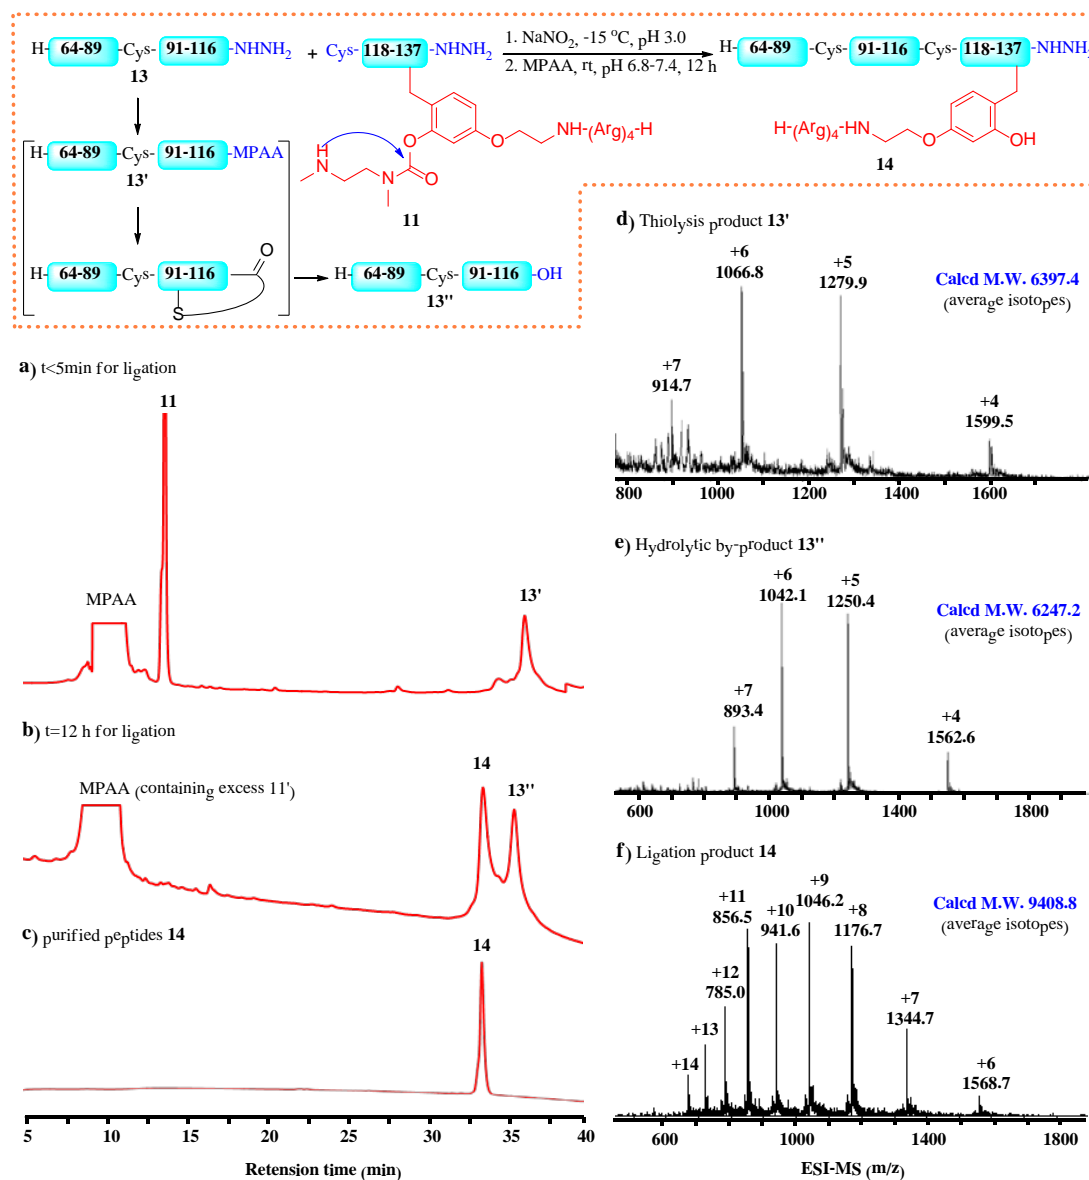 H-64-89-Cys-91-116-NHNH2 + Cys-118-137-NHNH2
13
1. NaNO2, -15 °C, pH 3.0
2. MPAA, rt, pH 6.8-7.4, 12 h
H-64-89-Cys-91-116-Cys-118-137-NHNH2
H-64-89-Cys-91-116-MPAA
13'
O
NH-(Arg)4-H
O
H
N
N
O
11
H-(Arg)4-HN
O
OH
14
H-64-89-Cys-91-116
O
S
H-64-89-Cys-91-116-OH
13''
a) t<5min for ligation
11
MPAA
13'
b) t=12 h for ligation
MPAA (containing excess 11')
14
13''
c) purified peptides 14
14
5 10 15 20 25 30 35 40
Retension time (min)
d) Thiolysis product 13'
Calcd M.W. 6397.4
(average isotopes)
+7
914.7
+6
1066.8
+5
1279.9
+4
1599.5
800 1000 1200 1400 1600
e) Hydrolytic by-product 13''
Calcd M.W. 6247.2
(average isotopes)
+7
893.4
+6
1042.1
+5
1250.4
+4
1562.6
600 1000 1400 1800
f) Ligation product 14
Calcd M.W. 9408.8
(average isotopes)
+14
+13
+12
785.0
+11
856.5
+10
941.6
+9
1046.2
+8
1176.7
+7
1344.7
+6
1568.7
600 1000 1400 1800
ESI-MS (m/z)